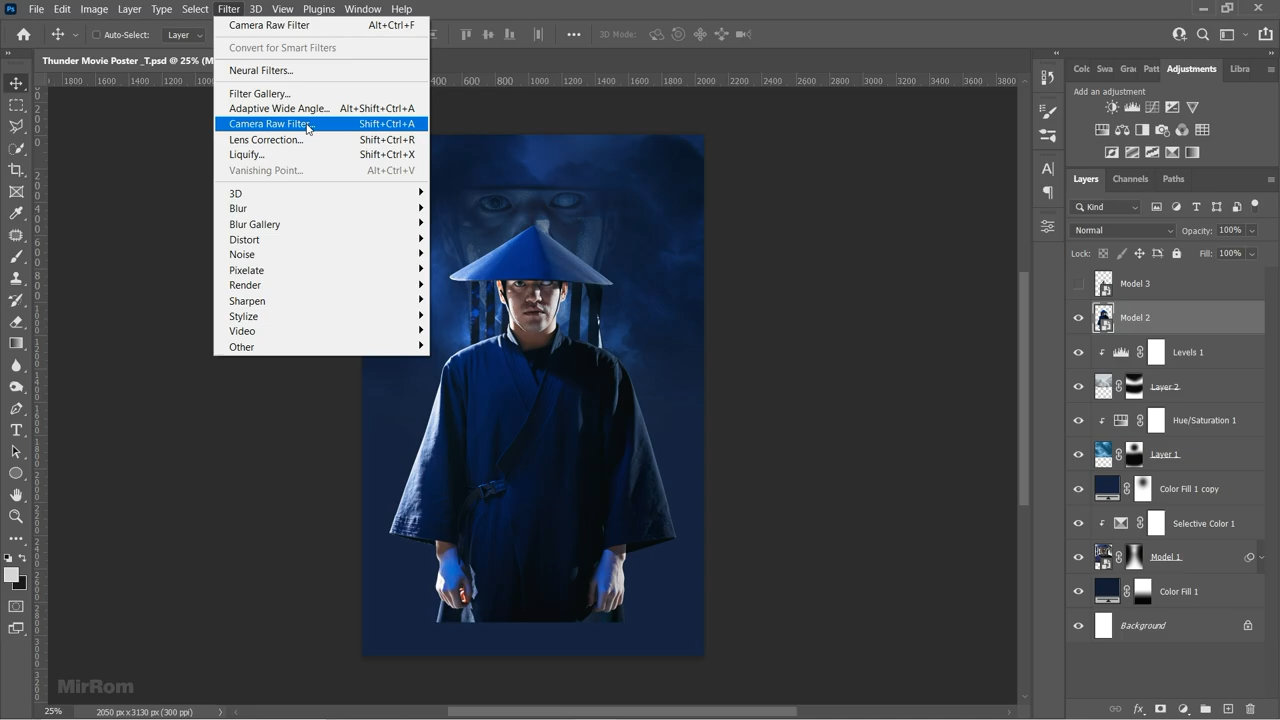 Ps File Edit Image Layer Type Select Filter 3D View Plugins Window Help
Camera Raw Filter Alt+Ctrl+F
Convert for Smart Filters
Neural Filters...
Filter Gallery...
Adaptive Wide Angle... Alt+Shift+Ctrl+A
Camera Raw Filter... Shift+Ctrl+A
Lens Correction... Shift+Ctrl+R
Liquify... Shift+Ctrl+X
Vanishing Point... Alt+Ctrl+V
3D
Blur
Blur Gallery
Distort
Noise
Pixelate
Render
Sharpen
Stylize
Video
Other
Auto-Select: Layer
3D Mode:
Thunder Movie Poster _T.psd @ 25% (M
1800 1600 1400 1200 1000
400 600 800 1000 1200 1400 1600 1800 2000 2200 2400 2600 2800 3000 3200 3400 3600 3800
Colc Swa Grac Patt Adjustments Libra
Add an adjustment
Layers Channels Paths
Kind
Normal Opacity: 100%
Lock: Fill: 100%
Model 3
Model 2
Levels 1
Layer 2
Hue/Saturation 1
Layer 1
Color Fill 1 copy
Selective Color 1
Model 1
Color Fill 1
Background
MirRom
25% 2050 px x 3130 px (300 ppi)